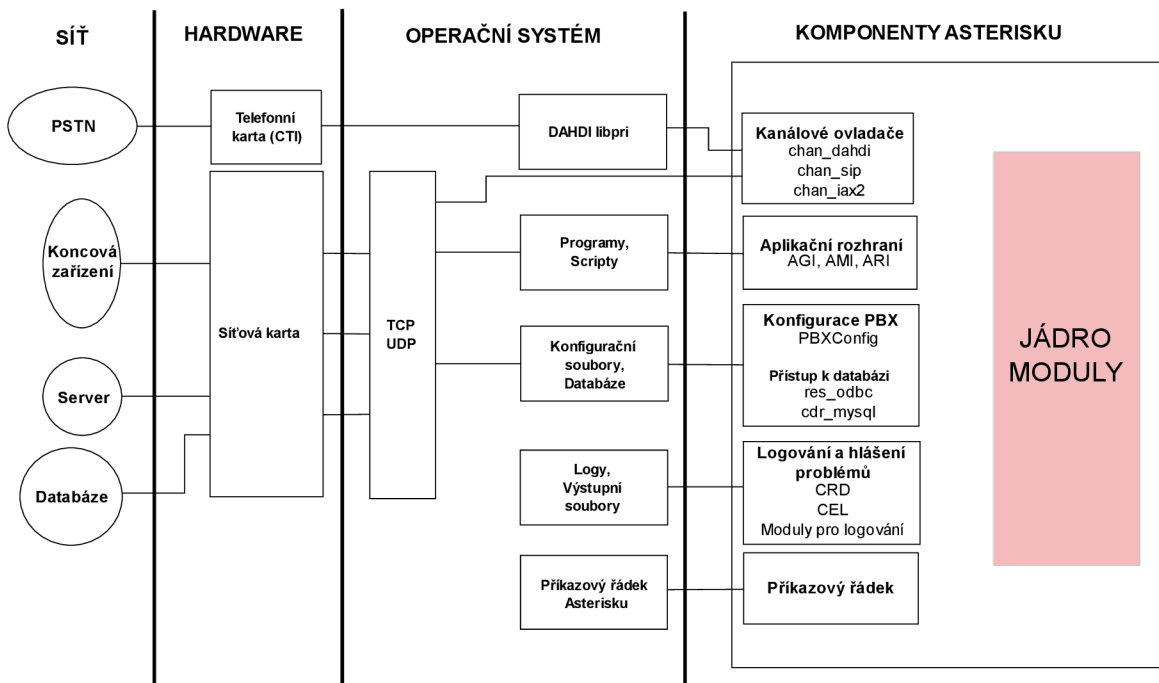 SÍŤ
HARDWARE
OPERAČNÍ SYSTÉM
KOMPONENTY ASTERISKU
PSTN
Telefonní
karta (CTI)
DAHDI libpri
Kanálové ovladače
chan_dahdi
chan_sip
chan_iax2
Koncová
zařízení
Programy,
Scripty
Aplikační rozhraní
AGI, AMI, ARI
Síťová karta
TCP
UDP
Konfigurační
soubory,
Databáze
Konfigurace PBX
PBXConfig
Přístup k databázi
res_odbc
cdr_mysql
JÁDRO
MODULY
Server
Databáze
Logy,
Výstupní
soubory
Logování a hlášení
problémů
CRD
CEL
Moduly pro logování
Příkazový řádek
Asterisku
Příkazový řádek